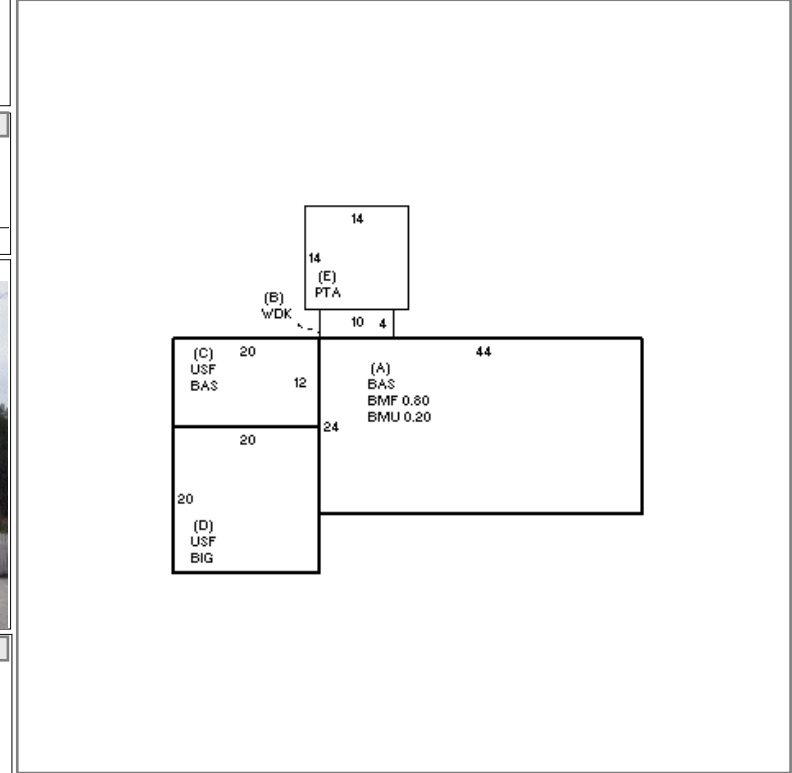 14
14
(E)
PTA
(B)
WDK
10 4
(C) 20
USF
BAS
12
44
(A)
BAS
BMF 0.80
BMU 0.20
24
20
20
(D)
USF
BIG